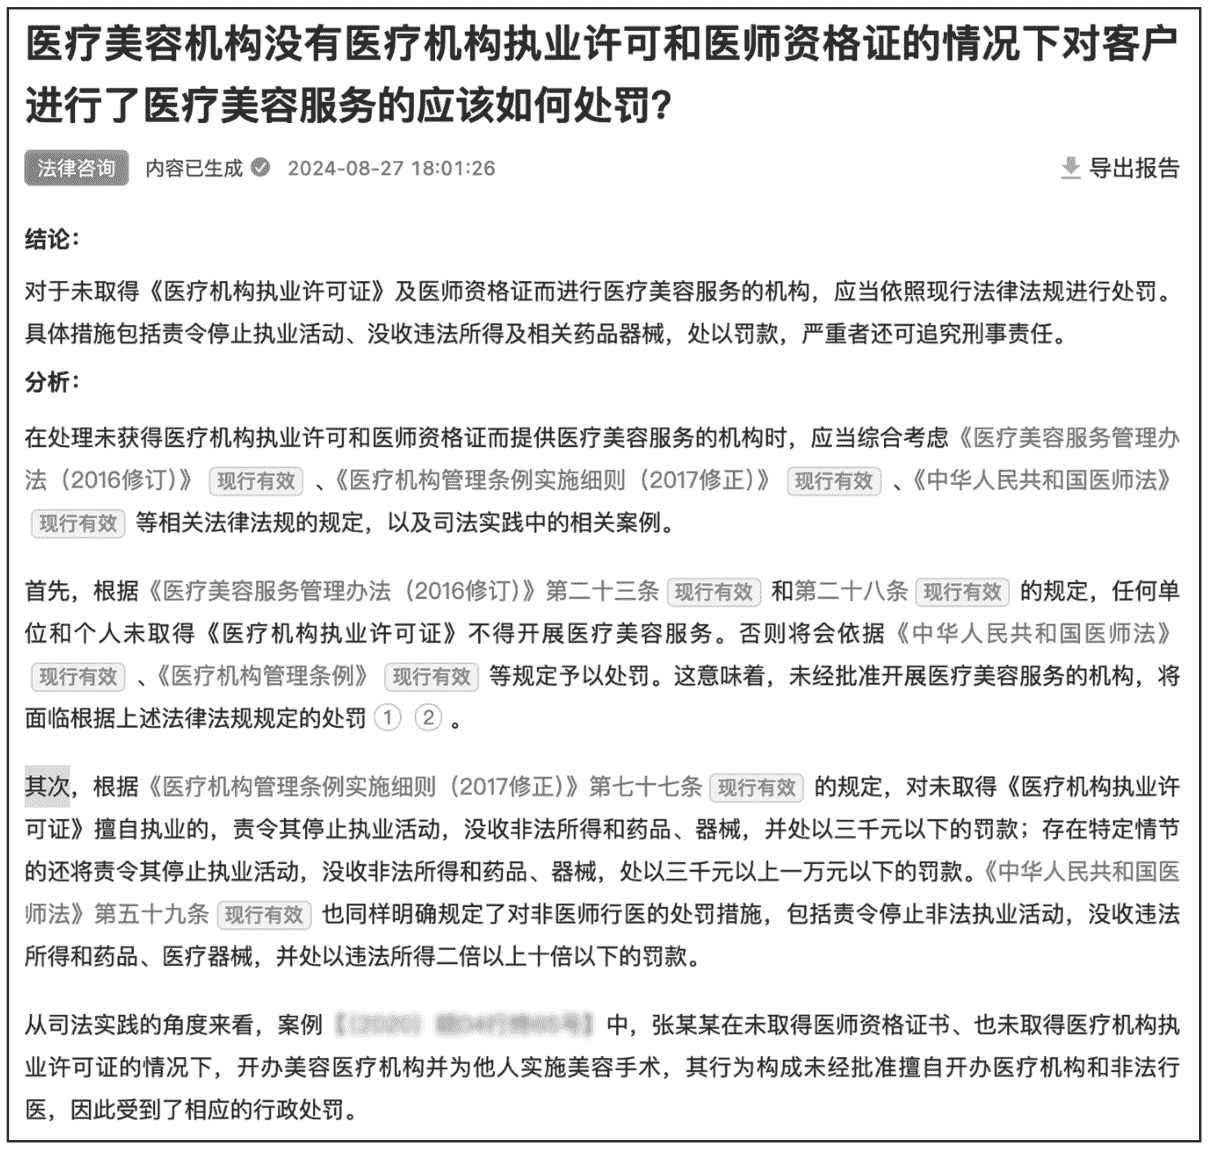 医疗美容机构没有医疗机构执业许可和医师资格证的情况下对客户
进行了医疗美容服务的应该如何处罚？
法律咨询 内容已生成 2024-08-27 18:01:26 导出报告
结论：
对于未取得《医疗机构执业许可证》及医师资格证而进行医疗美容服务的机构，应当依照现行法律法规进行处罚。
具体措施包括责令停止执业活动、没收违法所得及相关药品器械，处以罚款，严重者还可追究刑事责任。
分析：
在处理未获得医疗机构执业许可和医师资格证而提供医疗美容服务的机构时，应当综合考虑《医疗美容服务管理办
法（2016修订）》 现行有效 、《医疗机构管理条例实施细则（2017修正）》 现行有效 、《中华人民共和国医师法》
现行有效 等相关法律法规的规定，以及司法实践中的相关案例。
首先，根据《医疗美容服务管理办法（2016修订）》第二十三条 现行有效 和第二十八条 现行有效 的规定，任何单
位和个人未取得《医疗机构执业许可证》不得开展医疗美容服务。否则将会依据《中华人民共和国医师法》
现行有效 、《医疗机构管理条例》 现行有效 等规定予以处罚。这意味着，未经批准开展医疗美容服务的机构，将
面临根据上述法律法规规定的处罚 ① ② 。
其次，根据《医疗机构管理条例实施细则（2017修正）》第七十七条 现行有效 的规定，对未取得《医疗机构执业许
可证》擅自执业的，责令其停止执业活动，没收非法所得和药品、器械，并处以三千元以下的罚款；存在特定情节
的还将责令其停止执业活动，没收非法所得和药品、器械，处以三千元以上一万元以下的罚款。《中华人民共和国医
师法》第五十九条 现行有效 也同样明确规定了对非医师行医的处罚措施，包括责令停止非法执业活动，没收违法
所得和药品、医疗器械，并处以违法所得二倍以上十倍以下的罚款。
从司法实践的角度来看，案例【 】中，张某某在未取得医师资格证书、也未取得医疗机构执
业许可证的情况下，开办美容医疗机构并为他人实施美容手术，其行为构成未经批准擅自开办医疗机构和非法行
医，因此受到了相应的行政处罚。